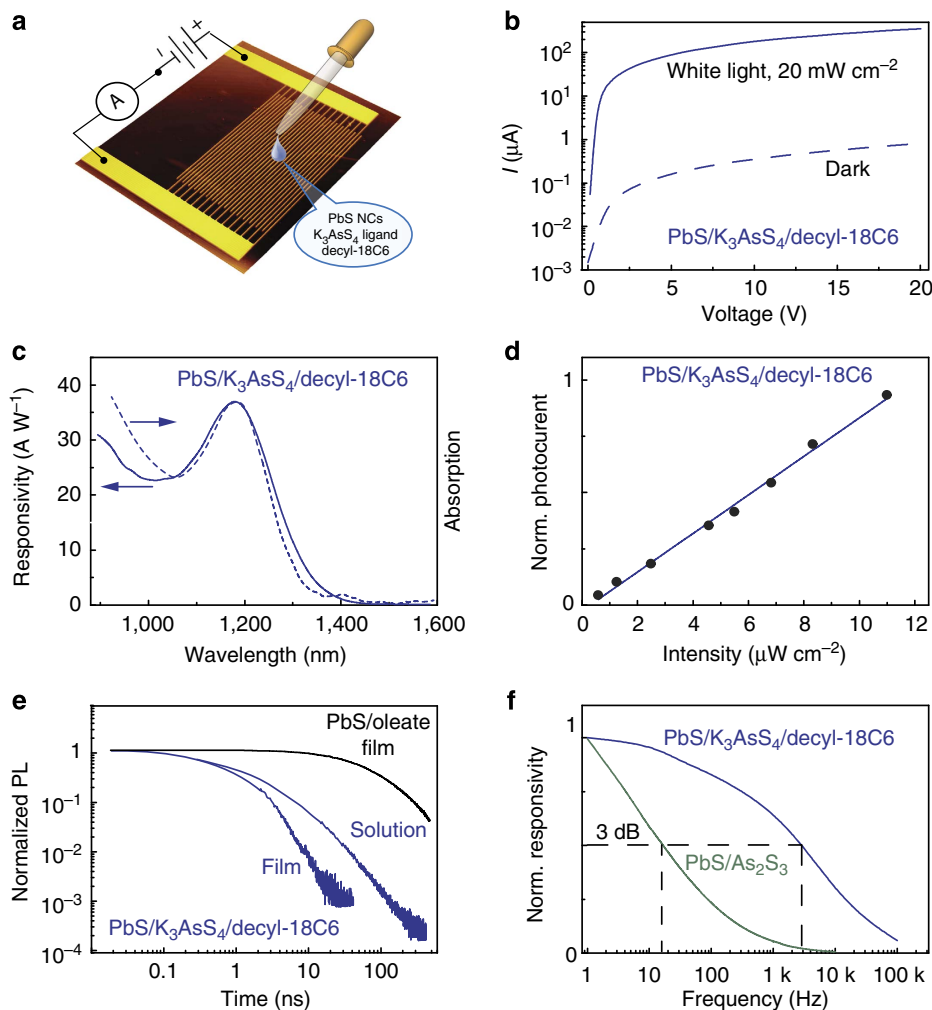 a
− +
A
PbS NCs
K₃AsS₄ ligand
decyl-18C6
b
10²
10¹
1
10⁻¹
10⁻²
10⁻³
I (μA)
White light, 20 mW cm⁻²
Dark
PbS/K₃AsS₄/decyl-18C6
0 5 10 15 20
Voltage (V)
c
PbS/K₃AsS₄/decyl-18C6
40
30
20
10
0
Responsivity (A W⁻¹)
Absorption
1,000 1,200 1,400 1,600
Wavelength (nm)
d
PbS/K₃AsS₄/decyl-18C6
1
0
Norm. photocurent
0 2 4 6 8 10 12
Intensity (μW cm⁻²)
e
PbS/oleate
film
1
10⁻¹
10⁻²
10⁻³
10⁻⁴
Normalized PL
Solution
Film
PbS/K₃AsS₄/decyl-18C6
0.1 1 10 100
Time (ns)
f
1
0
Norm. responsivity
PbS/K₃AsS₄/decyl-18C6
3 dB
PbS/As₂S₃
1 10 100 1 k 10 k 100 k
Frequency (Hz)